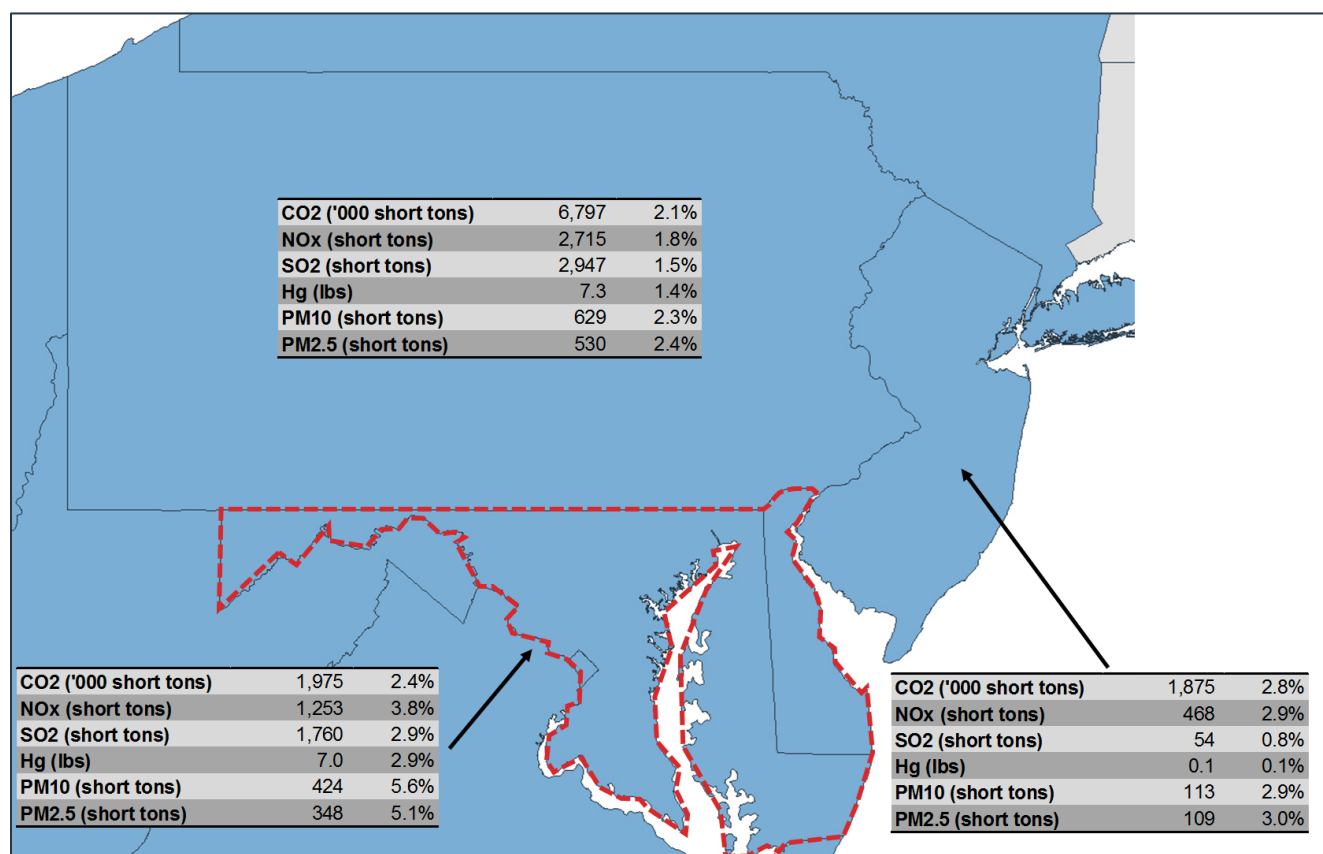 CO2 ('000 short tons) 6,797 2.1%
NOx (short tons) 2,715 1.8%
SO2 (short tons) 2,947 1.5%
Hg (lbs) 7.3 1.4%
PM10 (short tons) 629 2.3%
PM2.5 (short tons) 530 2.4%
CO2 ('000 short tons) 1,975 2.4%
NOx (short tons) 1,253 3.8%
SO2 (short tons) 1,760 2.9%
Hg (lbs) 7.0 2.9%
PM10 (short tons) 424 5.6%
PM2.5 (short tons) 348 5.1%
CO2 ('000 short tons) 1,875 2.8%
NOx (short tons) 468 2.9%
SO2 (short tons) 54 0.8%
Hg (lbs) 0.1 0.1%
PM10 (short tons) 113 2.9%
PM2.5 (short tons) 109 3.0%